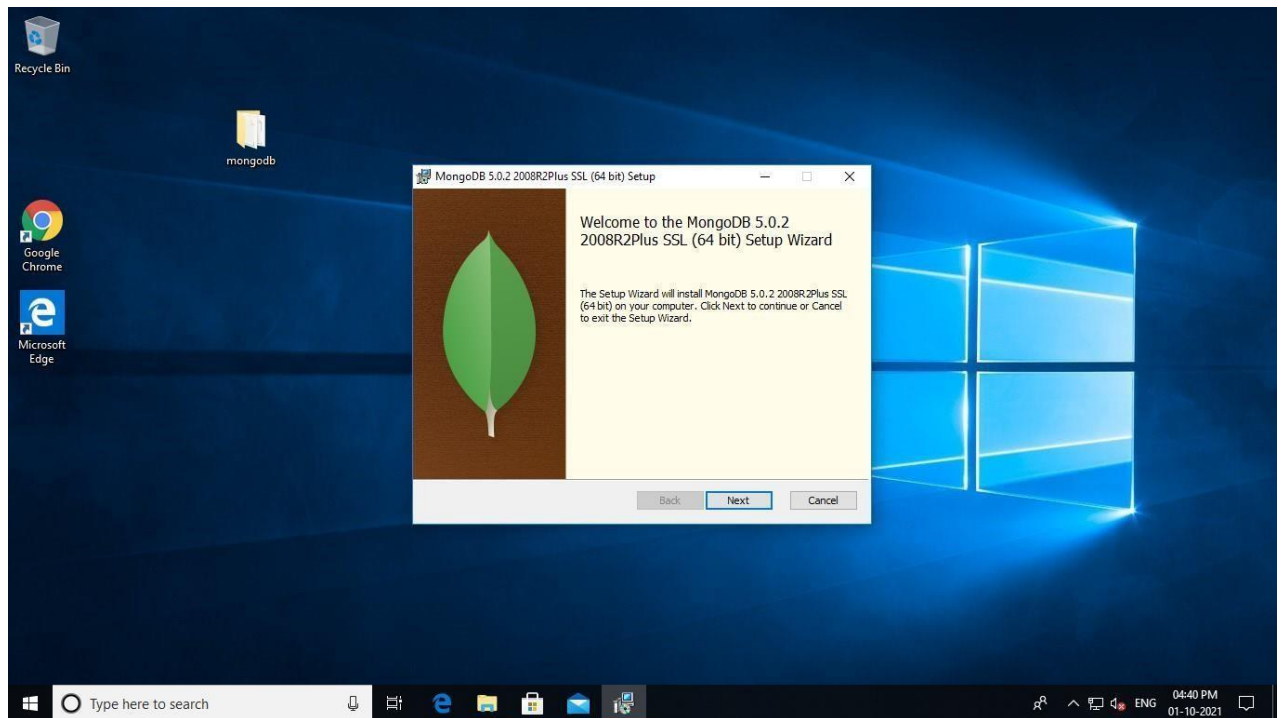 Recycle Bin
mongodb
Google
Chrome
Microsoft
Edge
MongoDB 5.0.2 2008R2Plus SSL (64 bit) Setup
Welcome to the MongoDB 5.0.2
2008R2Plus SSL (64 bit) Setup Wizard
The Setup Wizard will install MongoDB 5.0.2 2008R2Plus SSL
(64 bit) on your computer. Click Next to continue or Cancel
to exit the Setup Wizard.
Back Next Cancel
Type here to search
ENG
04:40 PM
01-10-2021